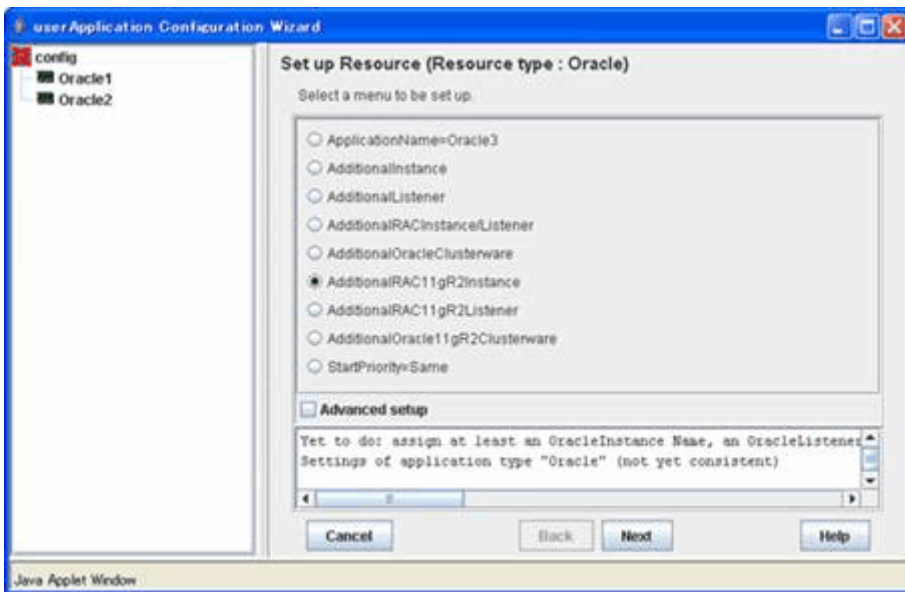 userApplication Configuration Wizard
config
Oracle1
Oracle2
Set up Resource (Resource type : Oracle)
Select a menu to be set up.
ApplicationName=Oracle3
AdditionalInstance
AdditionalListener
AdditionalRACInstance/Listener
AdditionalOracleClusterware
AdditionalRAC11gR2Instance
AdditionalRAC11gR2Listener
AdditionalOracle11gR2Clusterware
StartPriority=Same
Advanced setup
Yet to do: assign at least an OracleInstance Name, an OracleListener
Settings of application type "Oracle" (not yet consistent)
Cancel Back Next Help
Java Applet Window